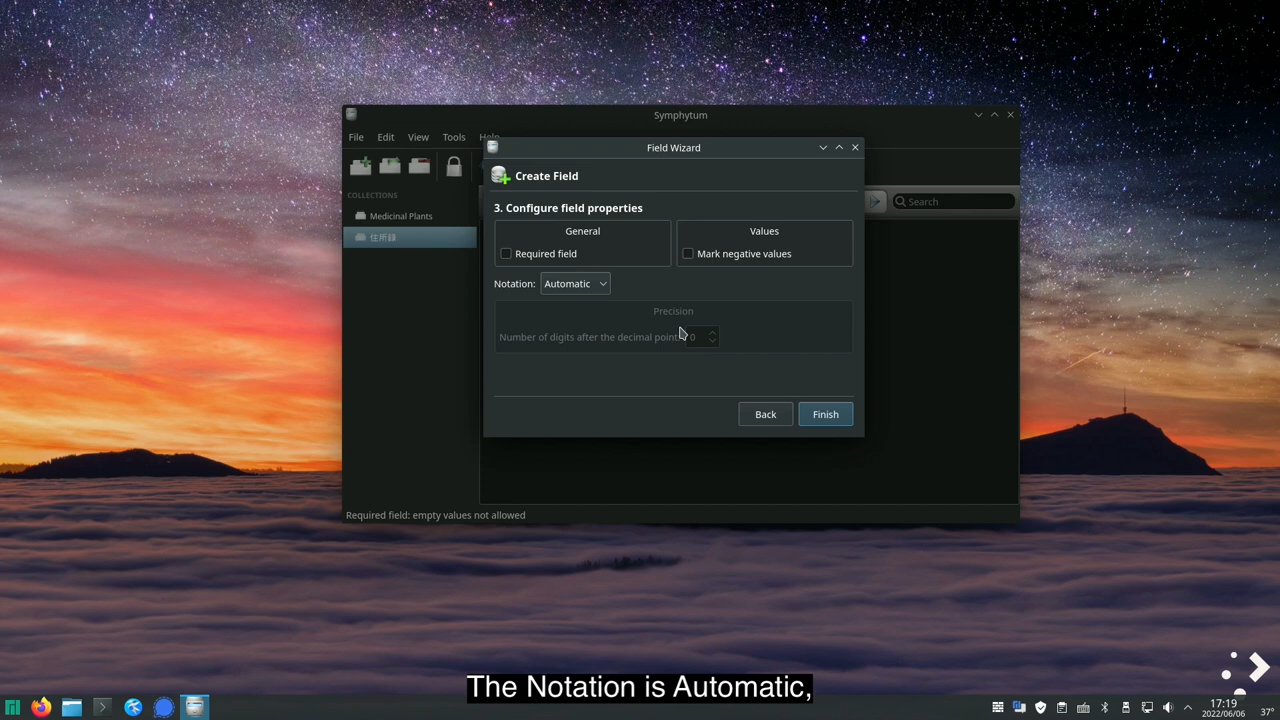 Symphytum
File Edit View Tools Help
Field Wizard
Create Field
COLLECTIONS
Medicinal Plants
住所録
Search
3. Configure field properties
General
Required field
Values
Mark negative values
Notation: Automatic
Precision
Number of digits after the decimal point: 0
Back Finish
Required field: empty values not allowed
The Notation is Automatic,
17:19
2022/06/06
37°